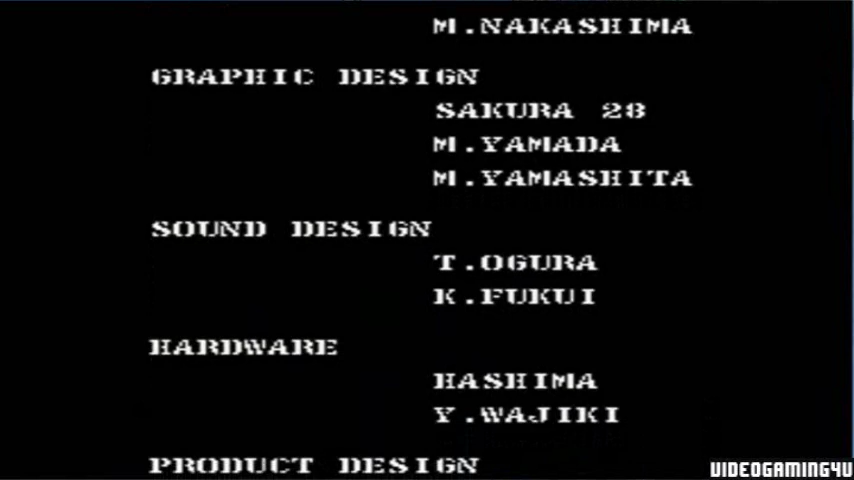 M.NAKASHIMA
GRAPHIC DESIGN
SAKURA 28
M.YAMADA
M.YAMASHITA
SOUND DESIGN
T.OGURA
K.FUKUI
HARDWARE
HASHIMA
Y.WAJIKI
PRODUCT DESIGN
VIDEOGAMING4U